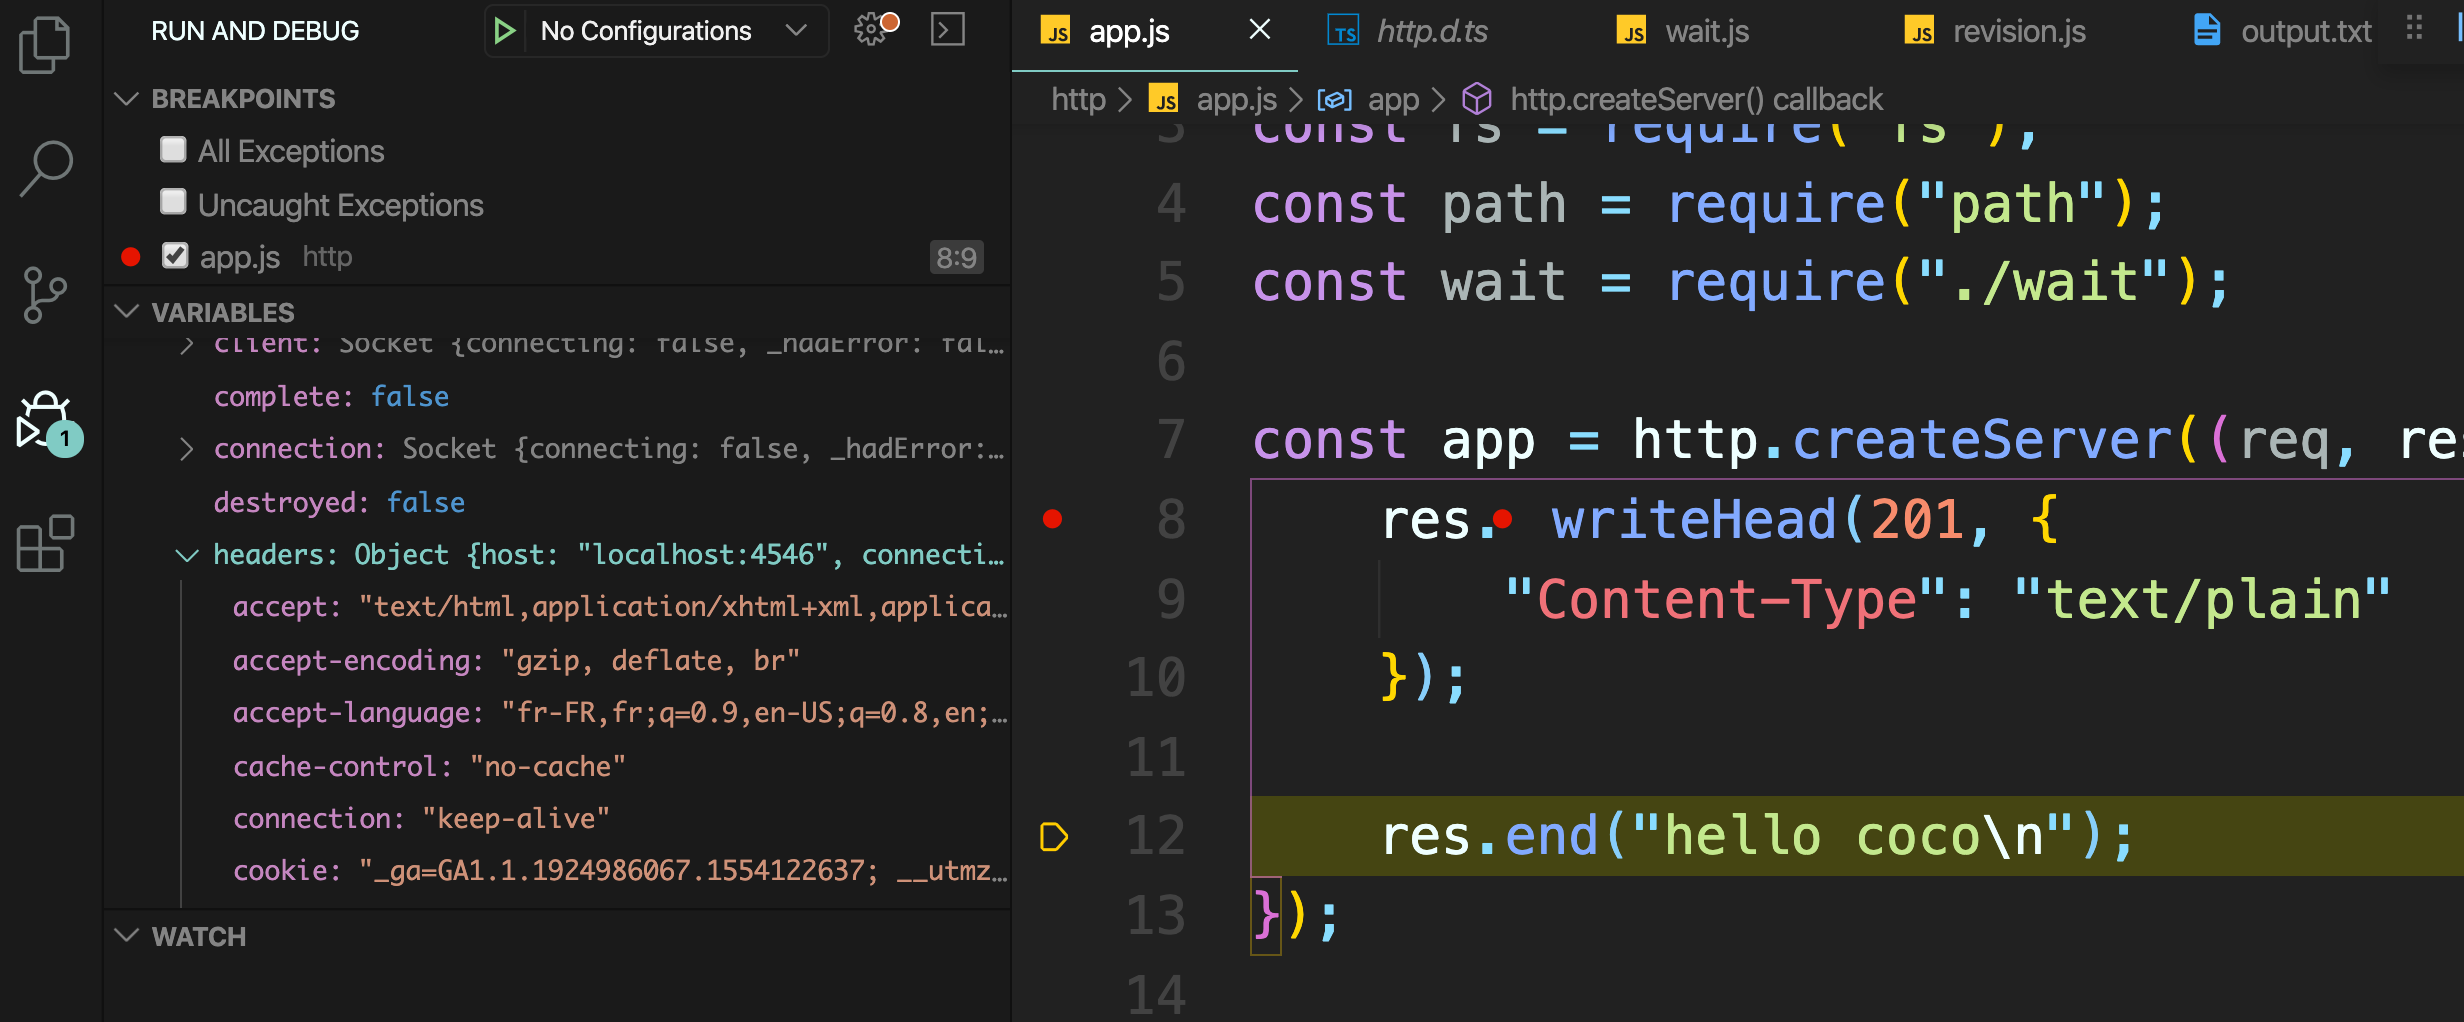 RUN AND DEBUG
No Configurations
BREAKPOINTS
All Exceptions
Uncaught Exceptions
app.js http 8:9
VARIABLES
client: Socket {connecting: false, _hadError: fal…
complete: false
connection: Socket {connecting: false, _hadError:…
destroyed: false
headers: Object {host: "localhost:4546", connecti…
accept: "text/html,application/xhtml+xml,applica…
accept-encoding: "gzip, deflate, br"
accept-language: "fr-FR,fr;q=0.9,en-US;q=0.8,en;…
cache-control: "no-cache"
connection: "keep-alive"
cookie: "_ga=GA1.1.1924986067.1554122637; __utmz…
WATCH
1
JS app.js TS http.d.ts JS wait.js JS revision.js output.txt
http > JS app.js > app > http.createServer() callback
3 const fs = require("fs");
4 const path = require("path");
5 const wait = require("./wait");
6
7 const app = http.createServer((req, res
8 res. writeHead(201, {
9 "Content-Type": "text/plain"
10 });
11
12 res.end("hello coco\n");
13 });
14